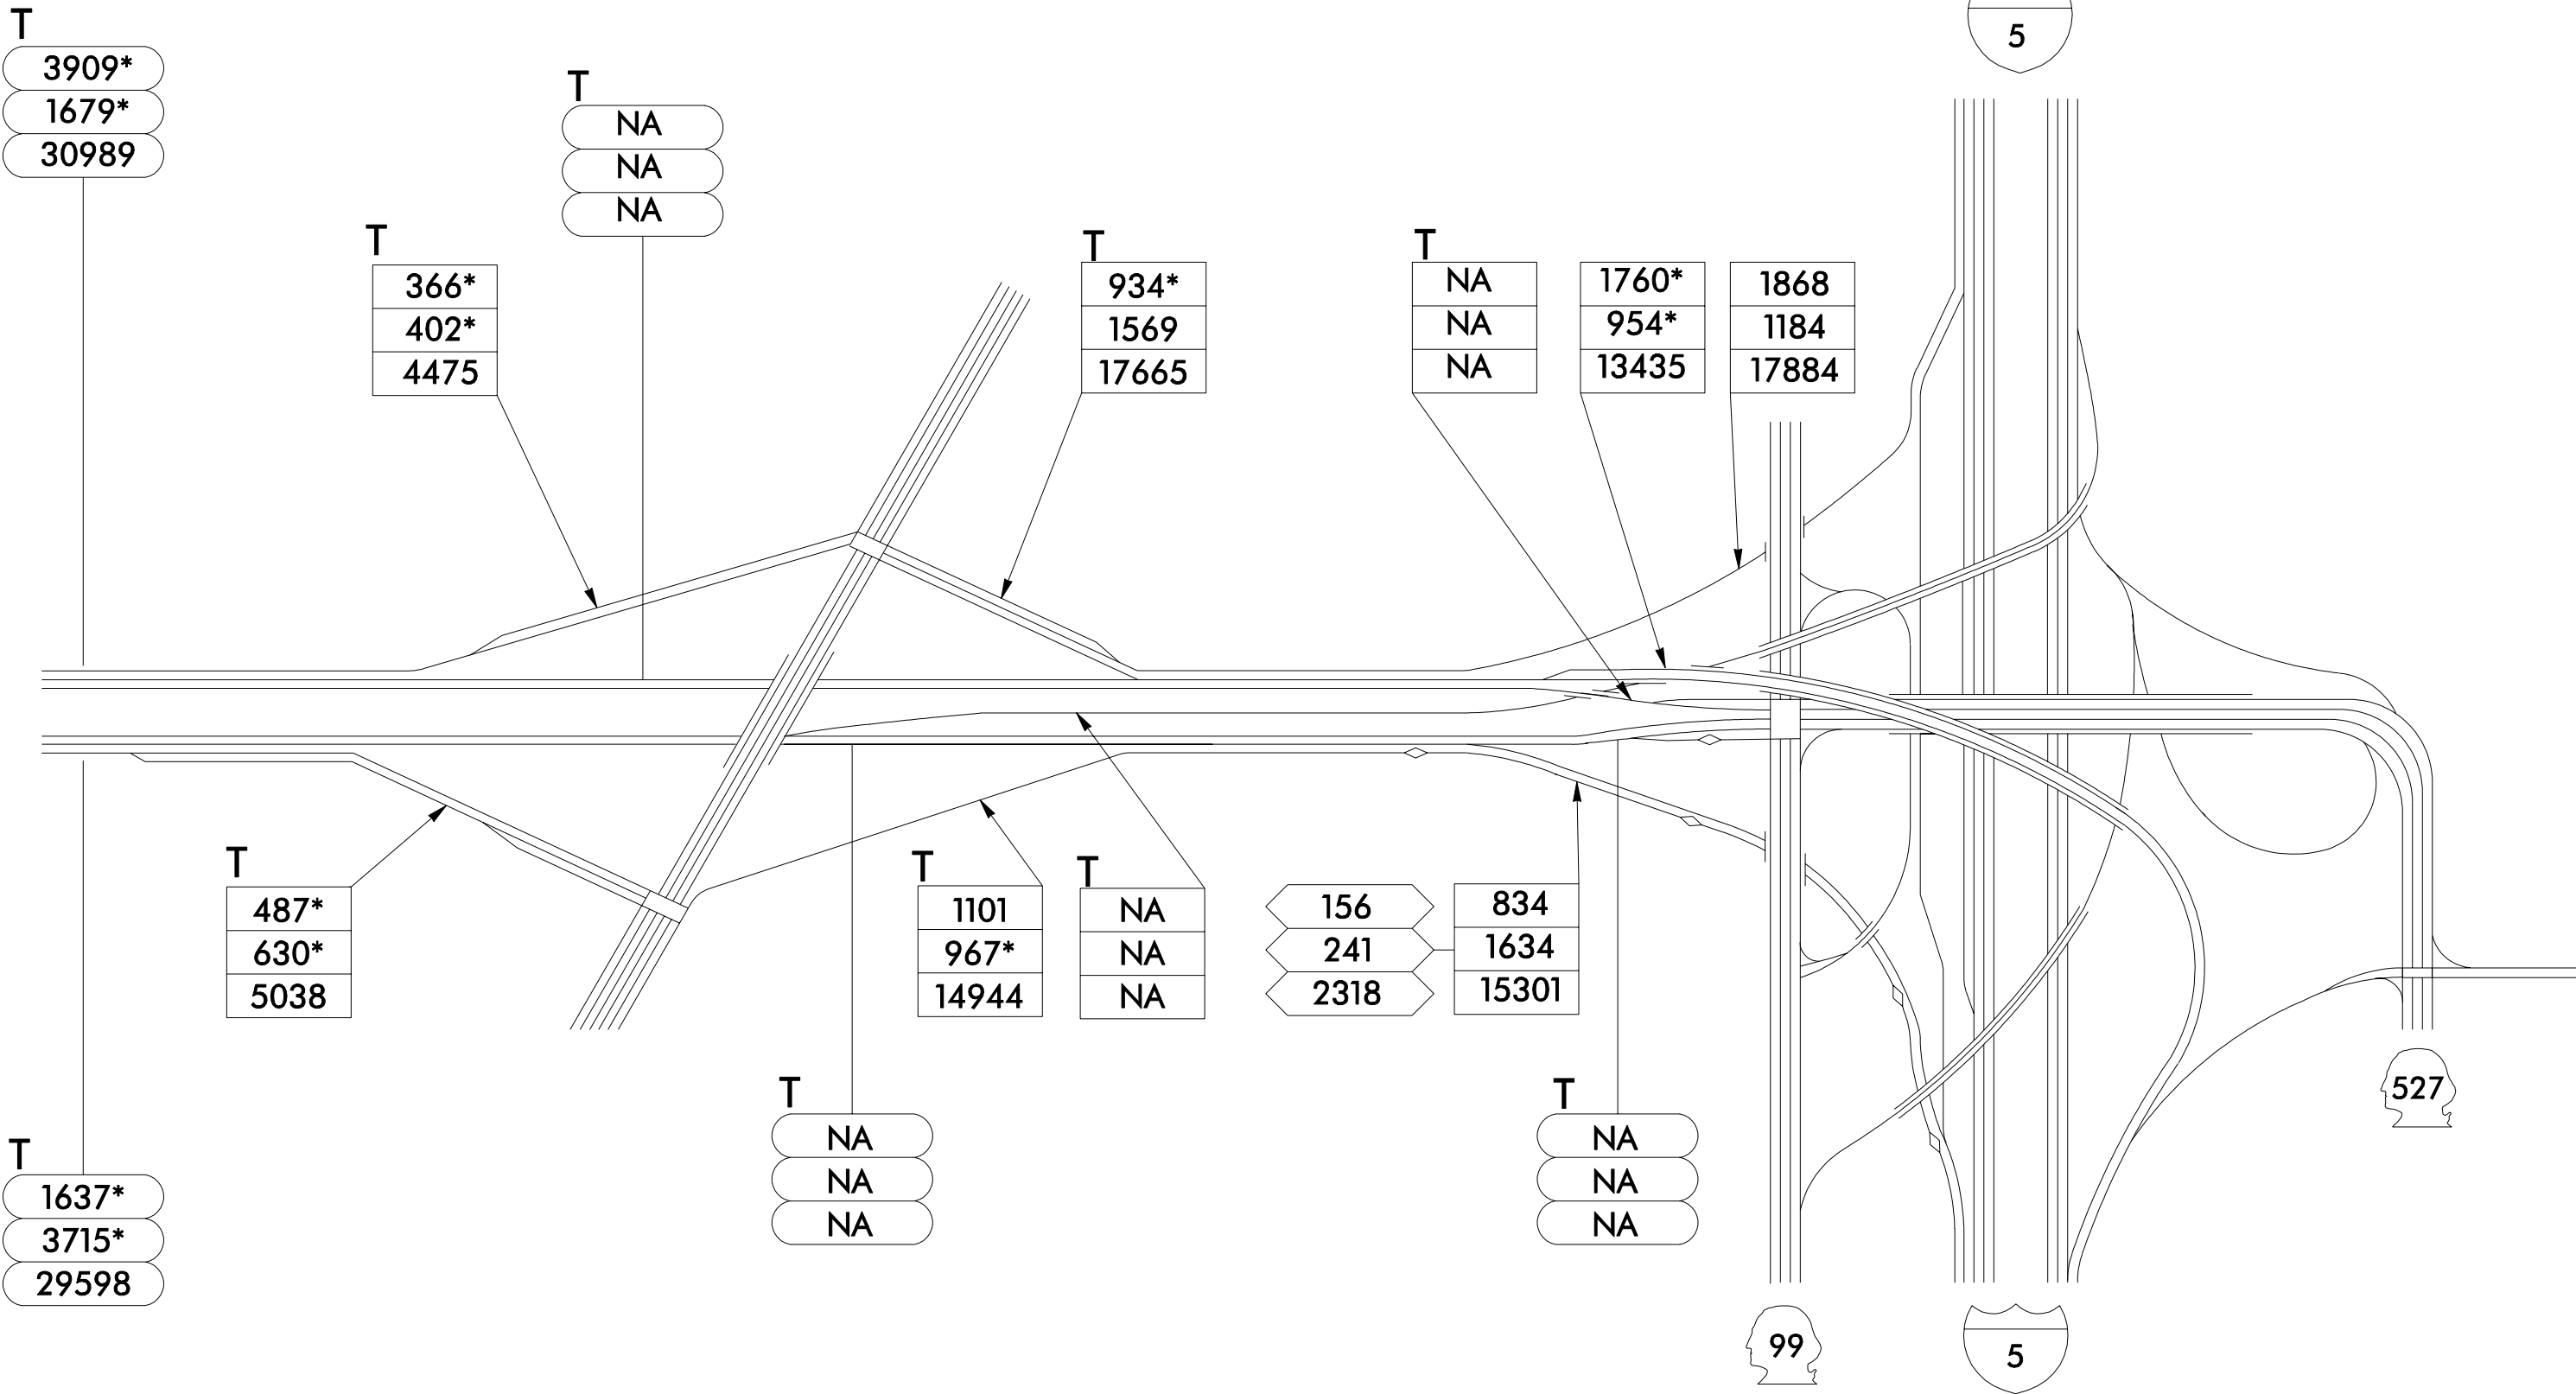 5
T
3909*
1679*
30989
T
NA
NA
NA
T
366*
402*
4475
T
934*
1569
17665
T
NA
NA
NA
1760*
954*
13435
1868
1184
17884
T
487*
630*
5038
T
1101
967*
14944
T
NA
NA
NA
156
241
2318
834
1634
15301
T
1637*
3715*
29598
T
NA
NA
NA
T
NA
NA
NA
527
99
5